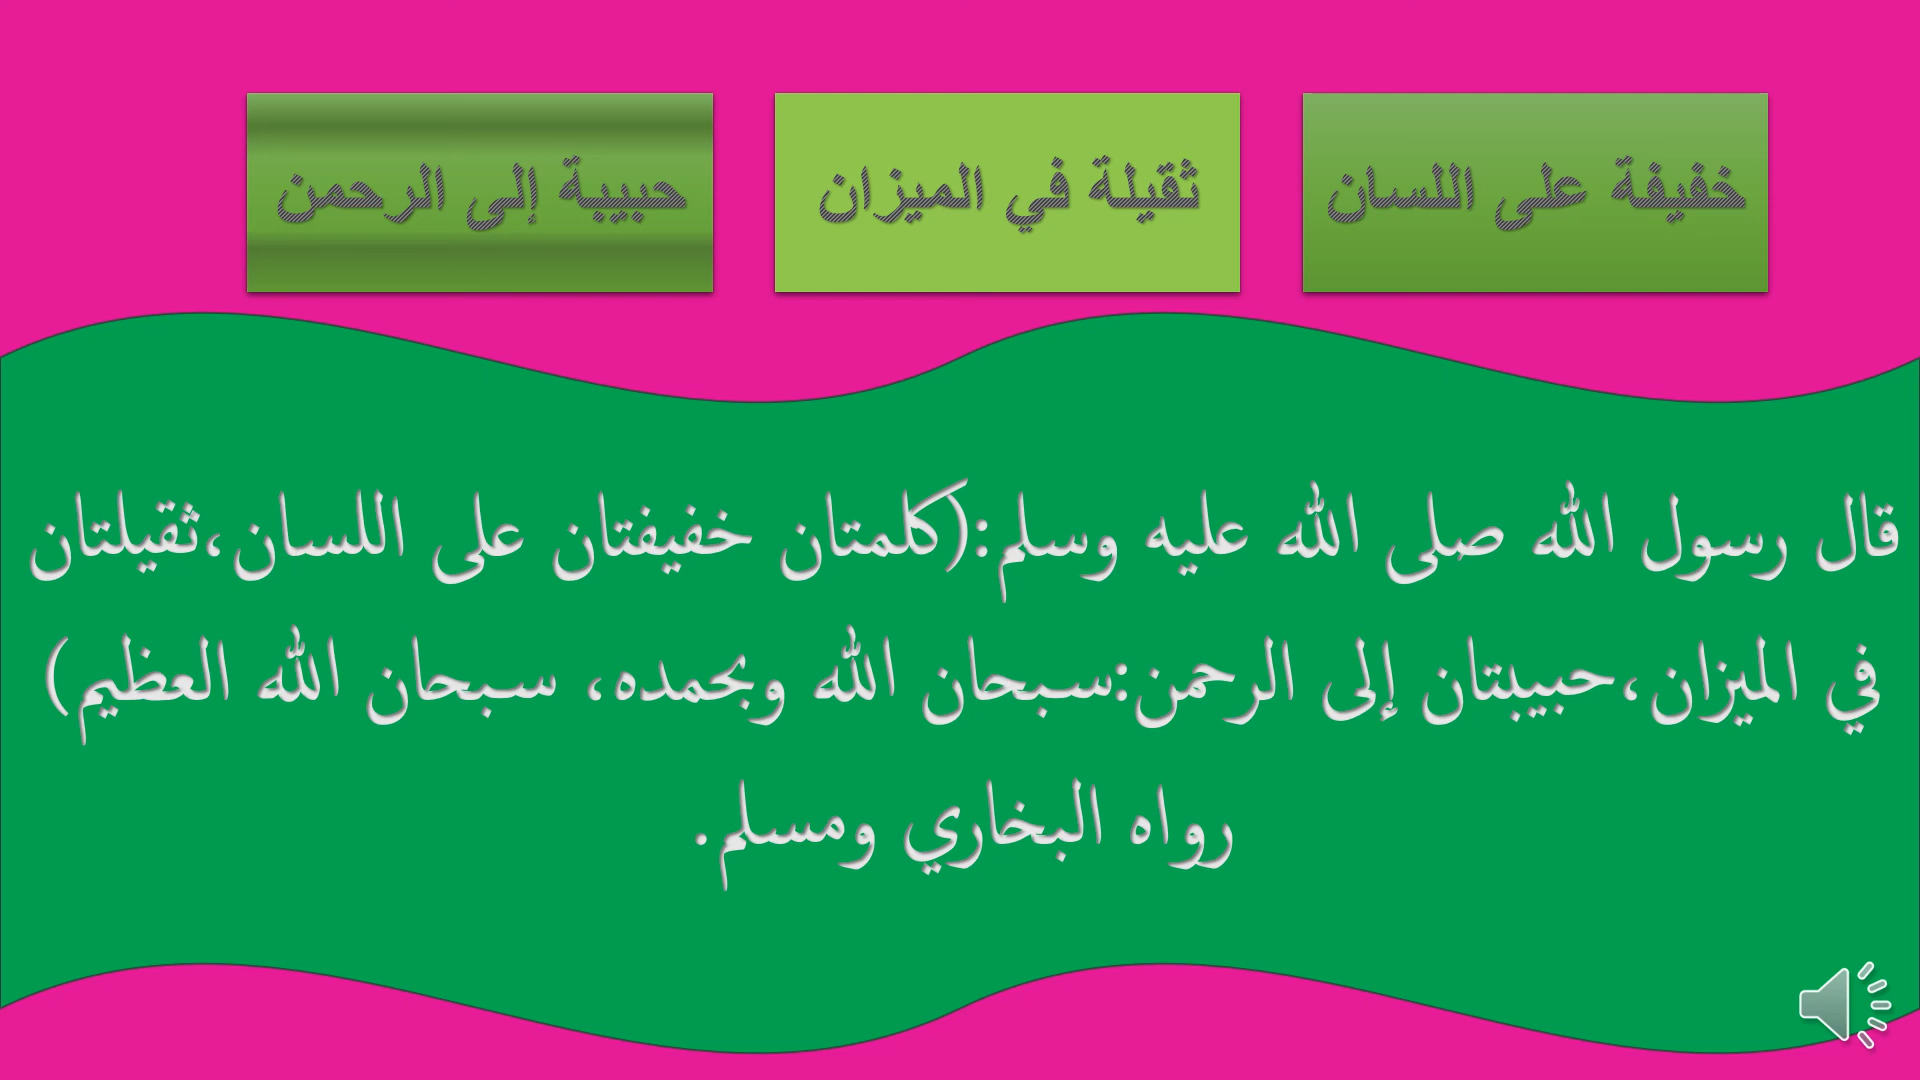 خفيفة على اللسان
ثقيلة في الميزان
حبيبة إلى الرحمن
قال رسول الله صلى الله عليه وسلم:(كلمتان خفيفتان على اللسان،ثقيلتان
في الميزان،حبيبتان إلى الرحمن:سبحان الله وبحمده، سبحان الله العظيم)
رواه البخاري ومسلم.